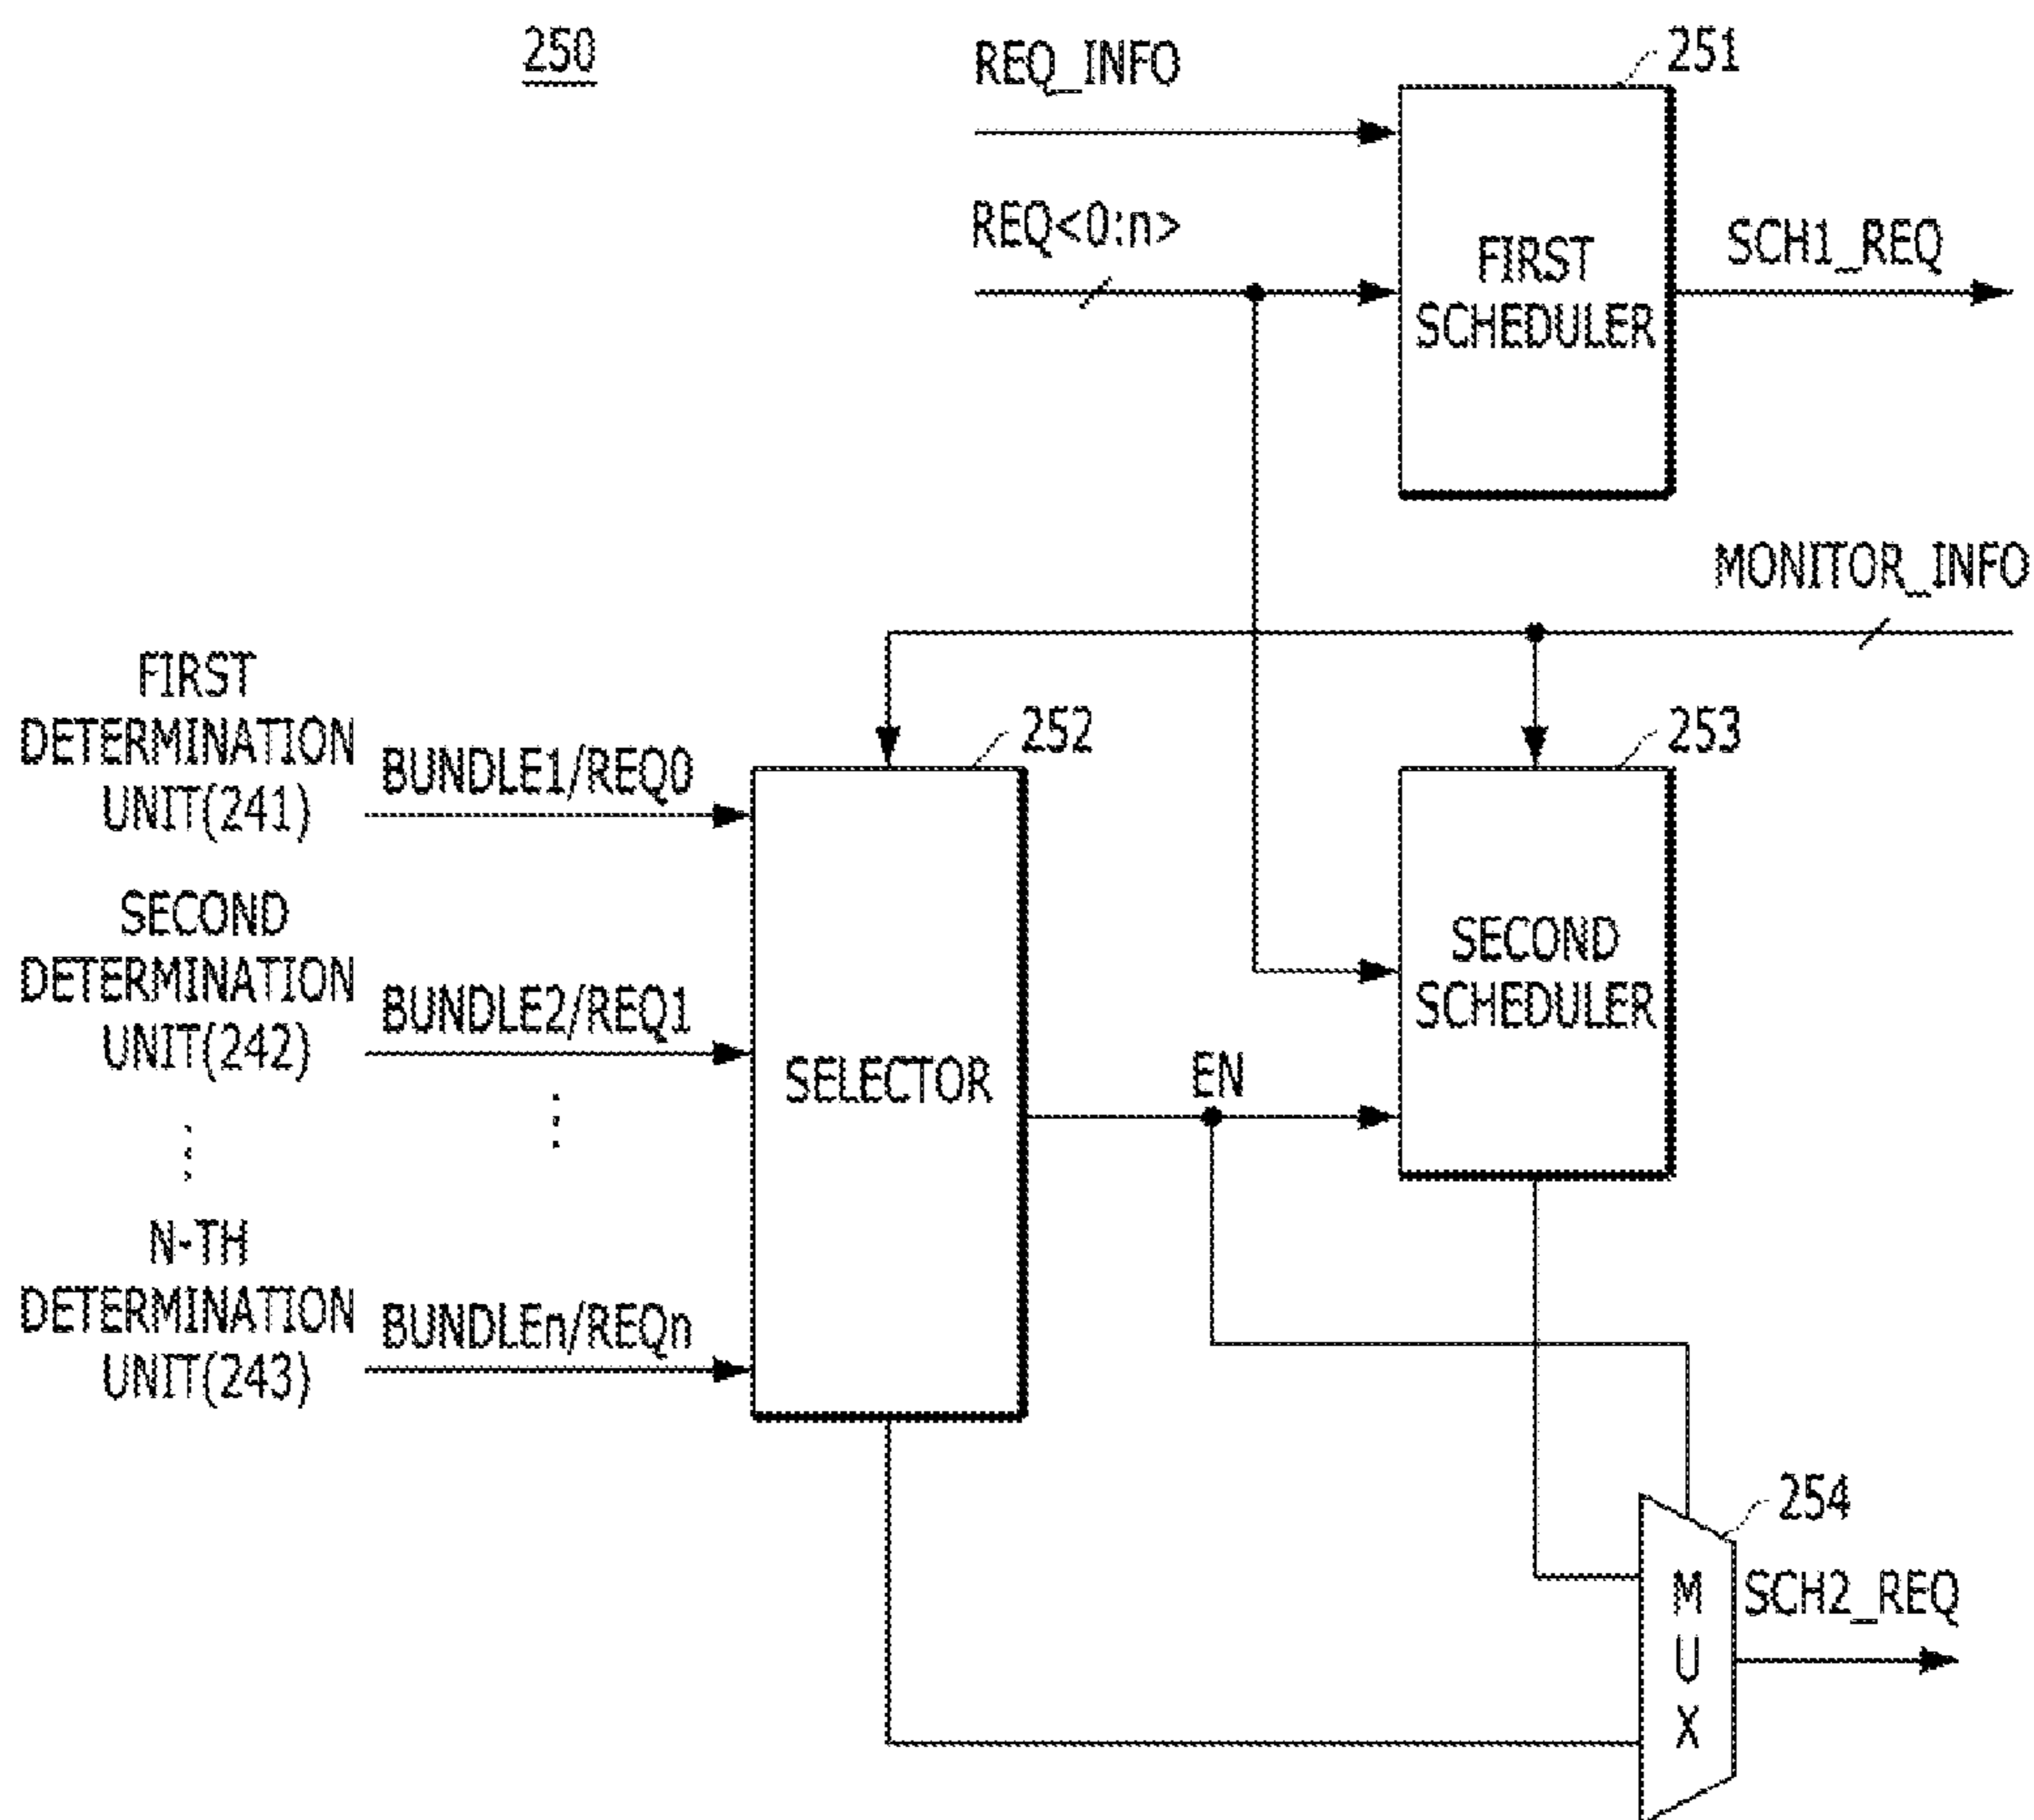 250
REQ_INFO
251
REQ<0:n>
FIRST
SCHEDULER
SCH1_REQ
MONITOR_INFO
FIRST
DETERMINATION
UNIT(241)
BUNDLE1/REQ0
252
253
SECOND
DETERMINATION
UNIT(242)
BUNDLE2/REQ1
SELECTOR
SECOND
SCHEDULER
EN
N-TH
DETERMINATION
UNIT(243)
BUNDLEn/REQn
254
MUX
SCH2_REQ